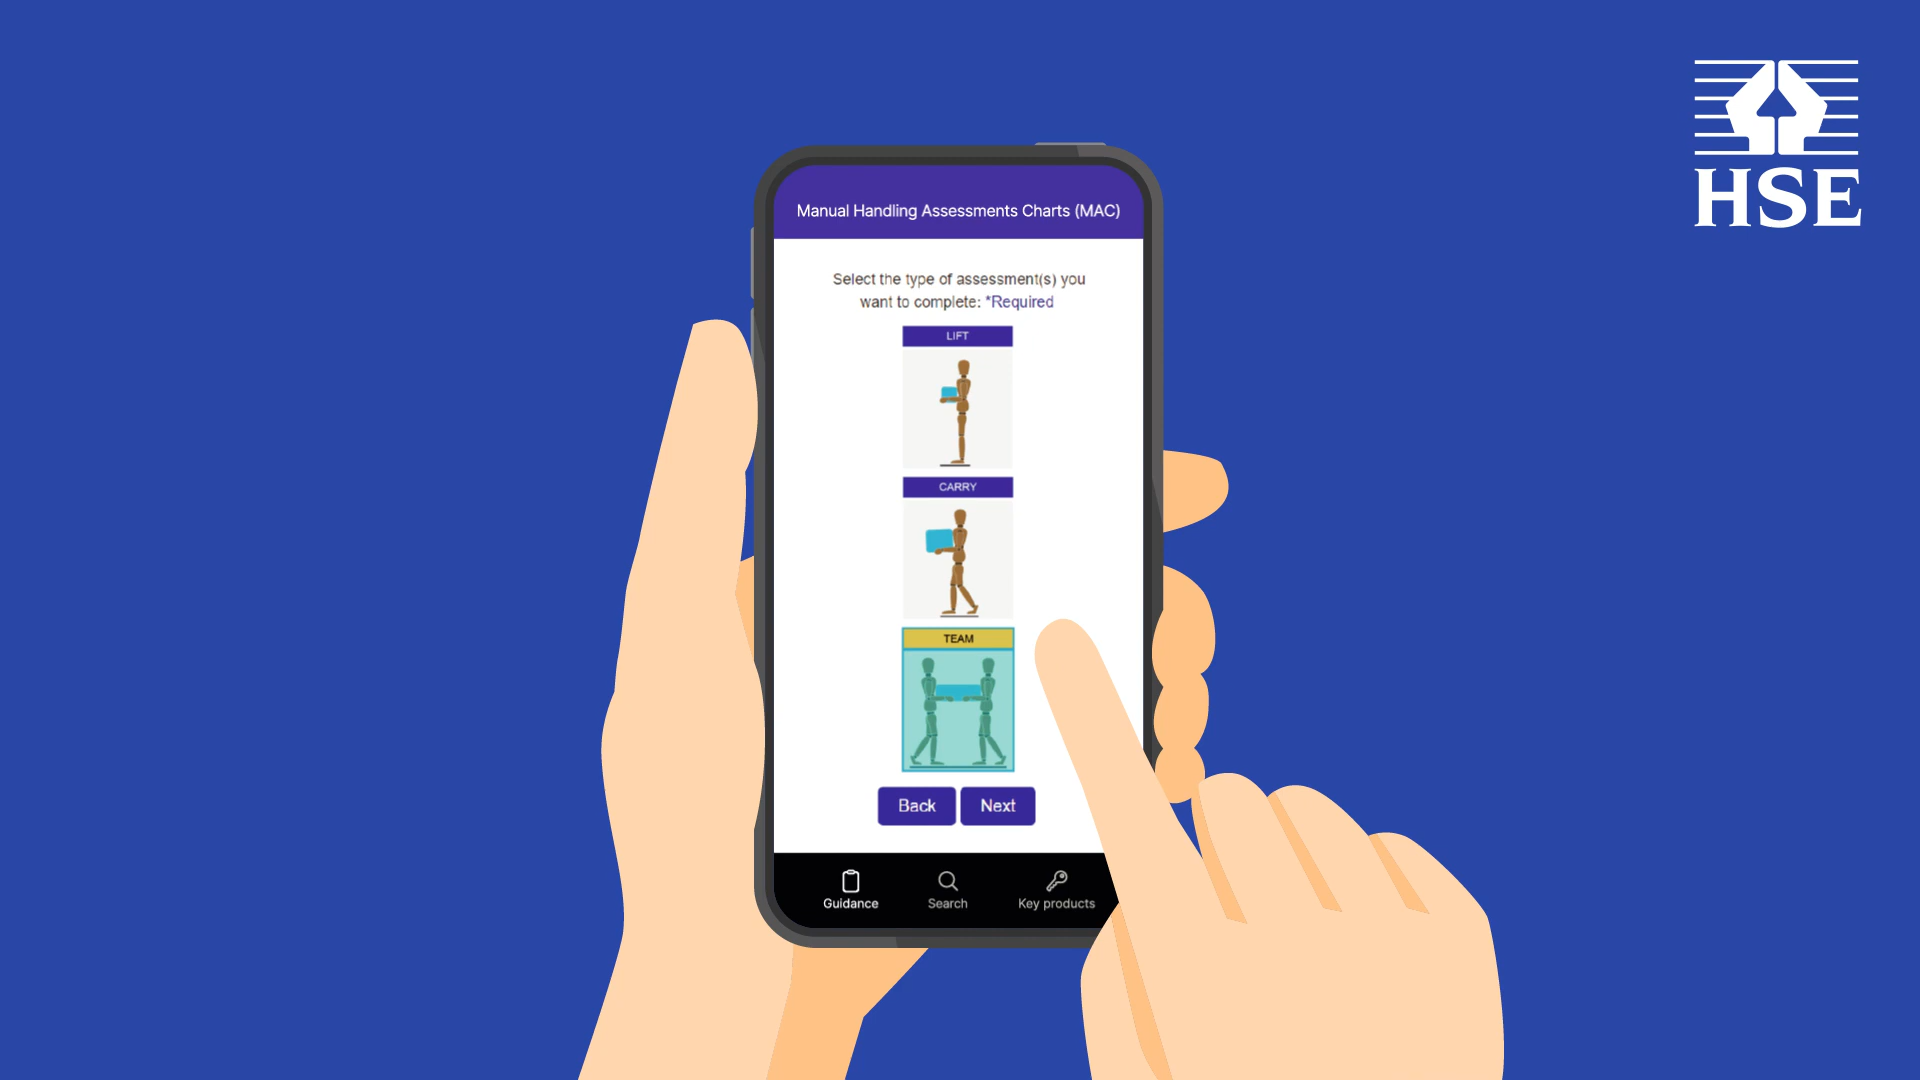 HSE
Manual Handling Assessments Charts (MAC)
Select the type of assessment(s) you
want to complete: *Required
LIFT
CARRY
TEAM
Back Next
Guidance Search Key products